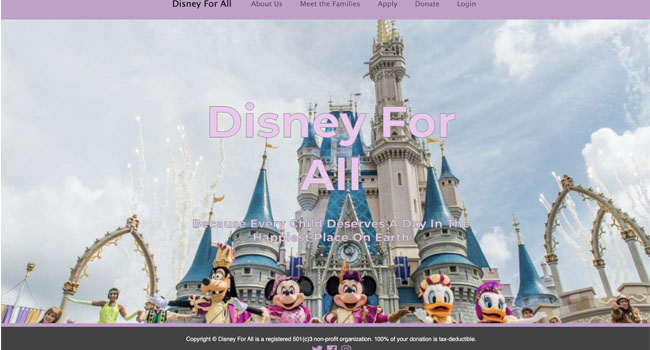 Disney For All About Us Meet the Families Apply Donate Login
Disney For
All
Because Every Child Deserves A Day In The
Happiest Place On Earth
Copyright © Disney For All is a registered 501(c)3 non-profit organization. 100% of your donation is tax-deductible.